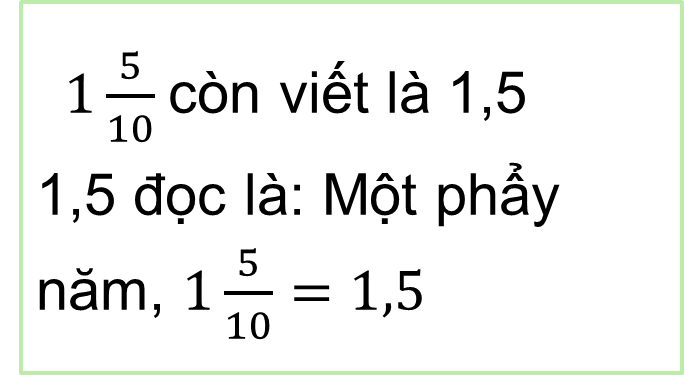 1 5/10 còn viết là 1,5
1,5 đọc là: Một phẩy
năm, 1 5/10 = 1,5